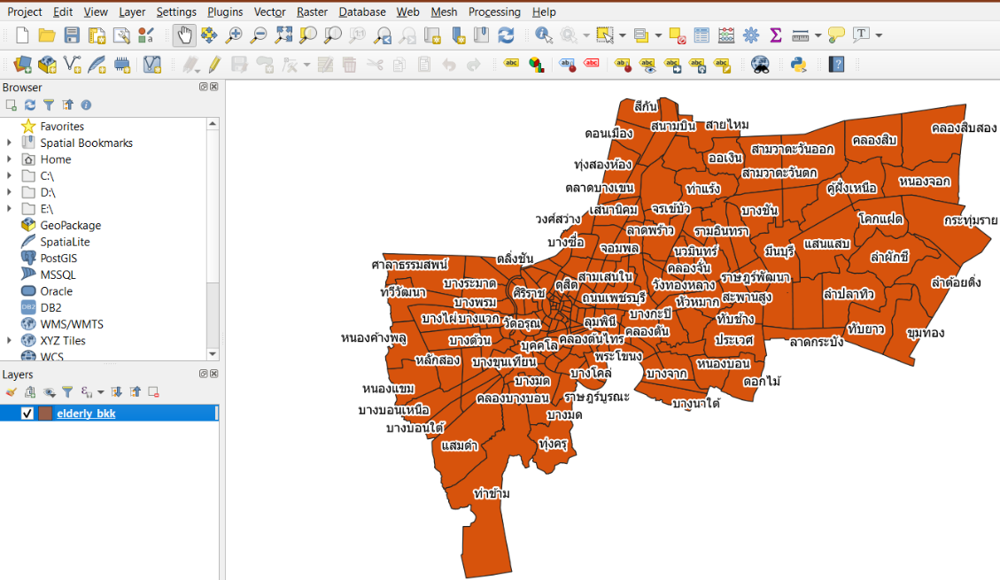 Project Edit View Layer Settings Plugins Vector Raster Database Web Mesh Processing Help
Browser
Favorites
Spatial Bookmarks
Home
C:\
D:\
E:\
GeoPackage
SpatiaLite
PostGIS
MSSQL
Oracle
DB2
WMS/WMTS
XYZ Tiles
WCS
Layers
elderly_bkk
สีกัน
สนามบิน สายไหม
ดอนเมือง
คลองสิบ คลองสิบสอง
สามวาตะวันออก
ทุ่งสองห้อง ออเงิน
สามวาตะวันตก
ตลาดบางเขน ท่าแร้ง คู้ฝั่งเหนือ หนองจอก
เสนานิคม จรเข้บัว บางชัน
วงศ์สว่าง โคกแฝด กระทุ่มราย
ลาดพร้าว รามอินทรา
บางซื่อ จอมพล นวมินทร์ มีนบุรี แสนแสบ
ตลิ่งชัน ลำผักชี
ศาลาธรรมสพน์ คลองจั่น
สามเสนใน ราษฎร์พัฒนา
บางระมาด ดุสิต วังทองหลาง ลำต้อยติ่ง
ทวีวัฒนา ศิริราช ถนนเพชรบุรี หัวหมาก สะพานสูง ลำปลาทิว
บางพรม
บางไผ่ บางแวก วัดอรุณ ลุมพินี บางกะปิ ทับช้าง
หนองค้างพลู บางด้วน บุคคโล คลองต้นไทร คลองตัน ประเวศ ลาดกระบัง ทับยาว ขุมทอง
หลักสอง บางขุนเทียน พระโขนง หนองบอน
บางมด บางโคล่ บางจาก ดอกไม้
หนองแขม คลองบางบอน ราษฎร์บูรณะ
บางบอนเหนือ บางมด บางนาใต้
บางบอนใต้
แสมดำ ทุ่งครุ
ท่าข้าม